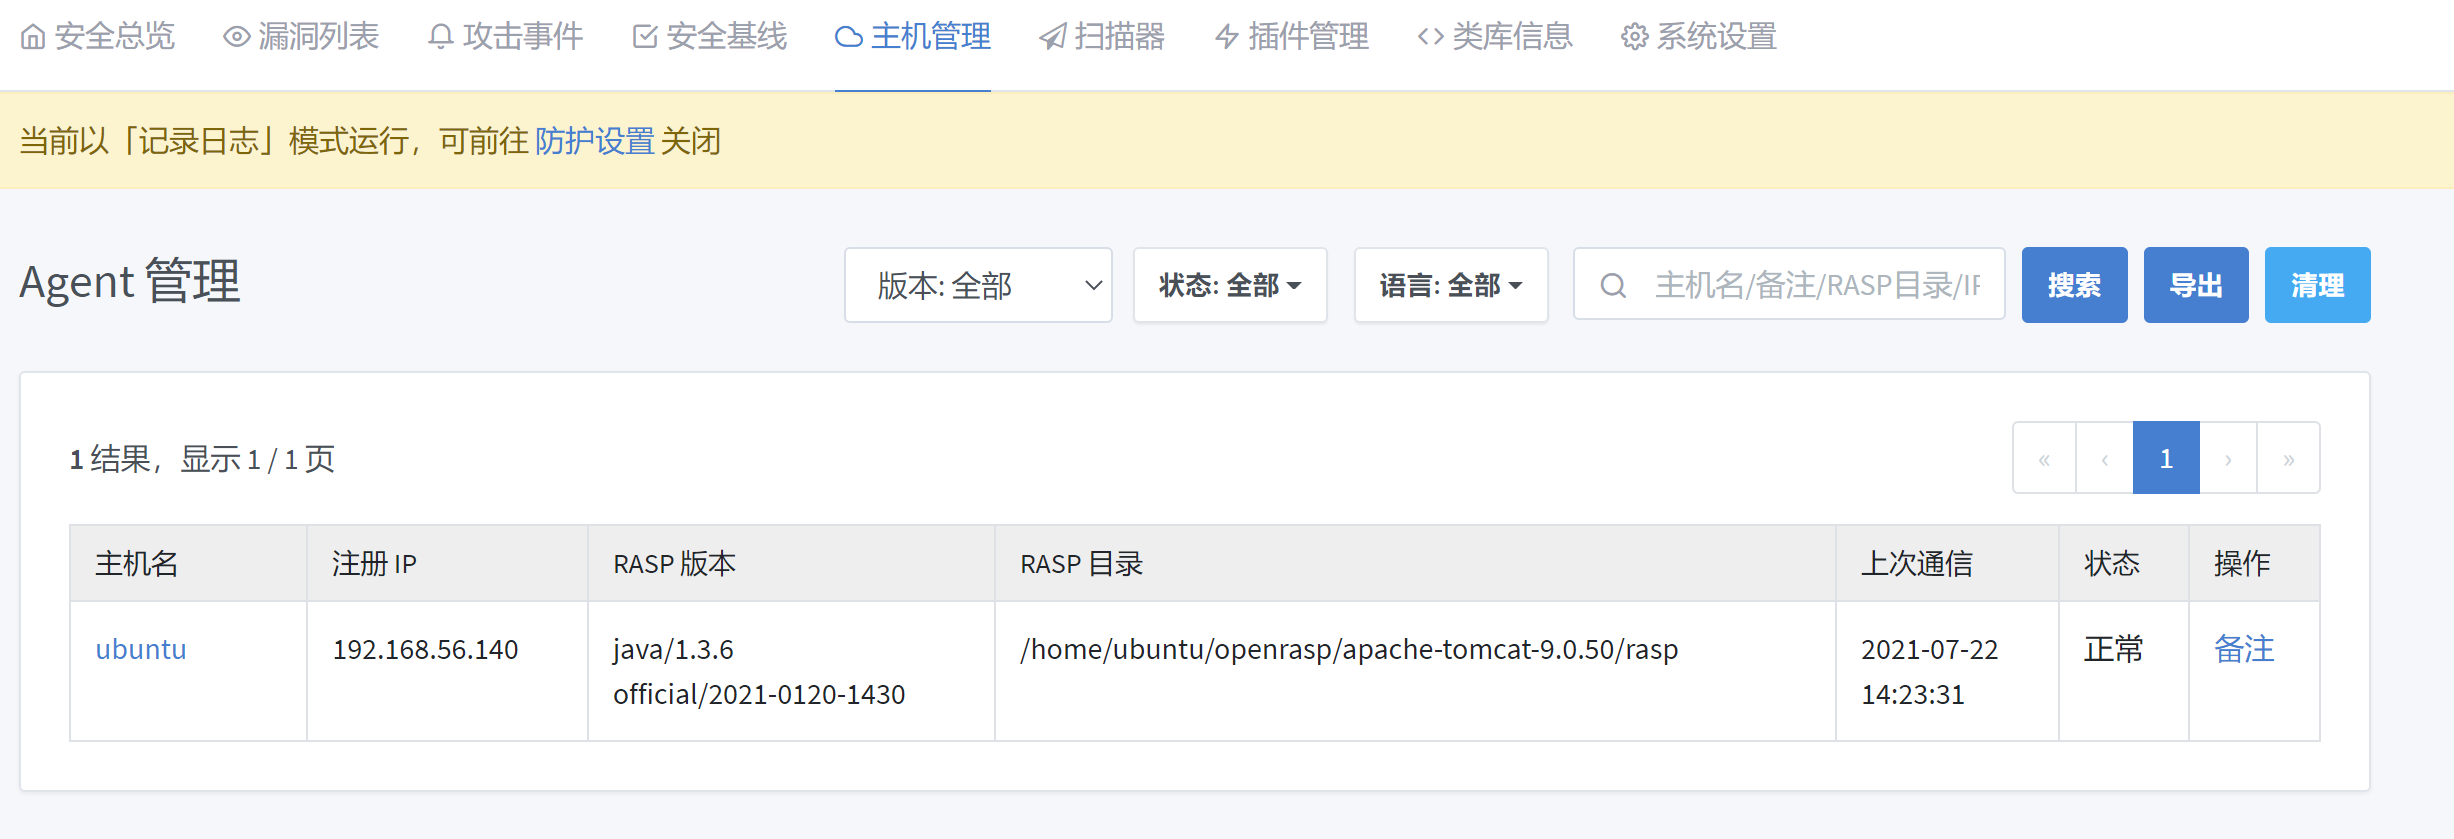 安全总览 漏洞列表 攻击事件 安全基线 主机管理 扫描器 插件管理 类库信息 系统设置
当前以「记录日志」模式运行，可前往 防护设置 关闭
Agent 管理 版本: 全部 状态: 全部 语言: 全部 主机名/备注/RASP目录/IP 搜索 导出 清理
1 结果，显示 1 / 1 页 « ‹ 1 › »
主机名 注册 IP RASP 版本 RASP 目录 上次通信 状态 操作
ubuntu 192.168.56.140 java/1.3.6 /home/ubuntu/openrasp/apache-tomcat-9.0.50/rasp 2021-07-22 正常 备注
official/2021-0120-1430 14:23:31